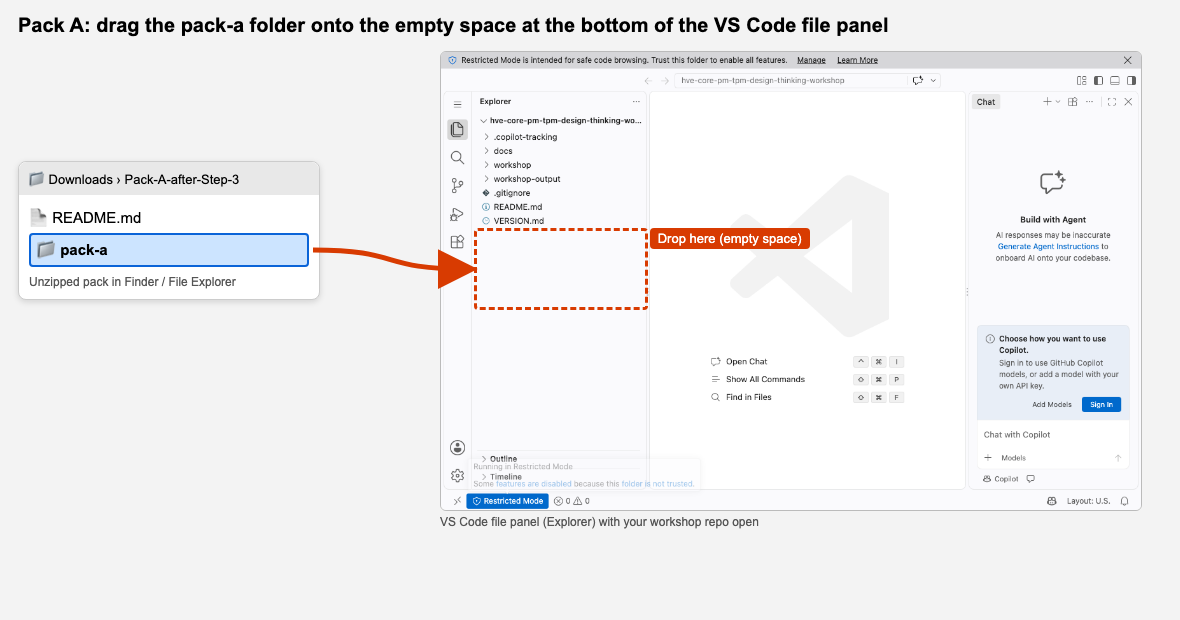 Pack A: drag the pack-a folder onto the empty space at the bottom of the VS Code file panel
Downloads › Pack-A-after-Step-3
README.md
pack-a
Unzipped pack in Finder / File Explorer
Restricted Mode is intended for safe code browsing. Trust this folder to enable all features. Manage Learn More
hve-core-pm-tpm-design-thinking-workshop
Explorer
hve-core-pm-tpm-design-thinking-wo...
.copilot-tracking
docs
workshop
workshop-output
.gitignore
README.md
VERSION.md
Drop here (empty space)
Open Chat ⌃ ⌘ I
Show All Commands ⇧ ⌘ P
Find in Files ⇧ ⌘ F
Chat
Build with Agent
AI responses may be inaccurate
Generate Agent Instructions to
onboard AI onto your codebase.
Choose how you want to use
Copilot.
Sign in to use GitHub Copilot
models, or add a model with your
own API key.
Add Models Sign In
Chat with Copilot
Models
Copilot
Outline
Running in Restricted Mode
Timeline
Some features are disabled because this folder is not trusted.
Restricted Mode 0 0
Layout: U.S.
VS Code file panel (Explorer) with your workshop repo open